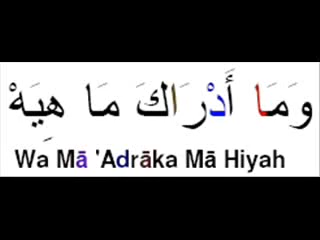 وَمَا أَدْرَاكَ مَا هِيَهْ
Wa Mā 'Adrāka Mā Hiyah